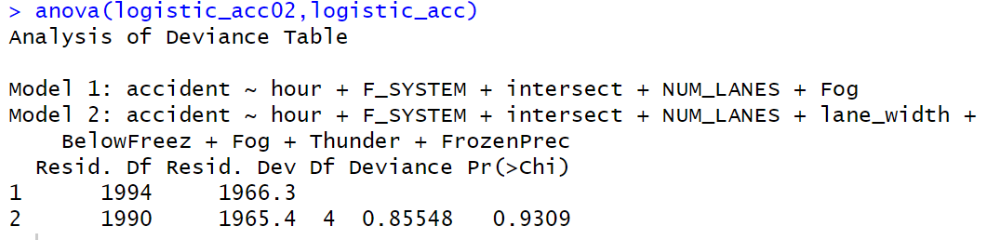 > anova(logistic_acc02,logistic_acc)
Analysis of Deviance Table
Model 1: accident ~ hour + F_SYSTEM + intersect + NUM_LANES + Fog
Model 2: accident ~ hour + F_SYSTEM + intersect + NUM_LANES + lane_width +
    BelowFreez + Fog + Thunder + FrozenPrec
  Resid. Df Resid. Dev Df Deviance Pr(>Chi)
1      1994     1966.3
2      1990     1965.4  4  0.85548   0.9309